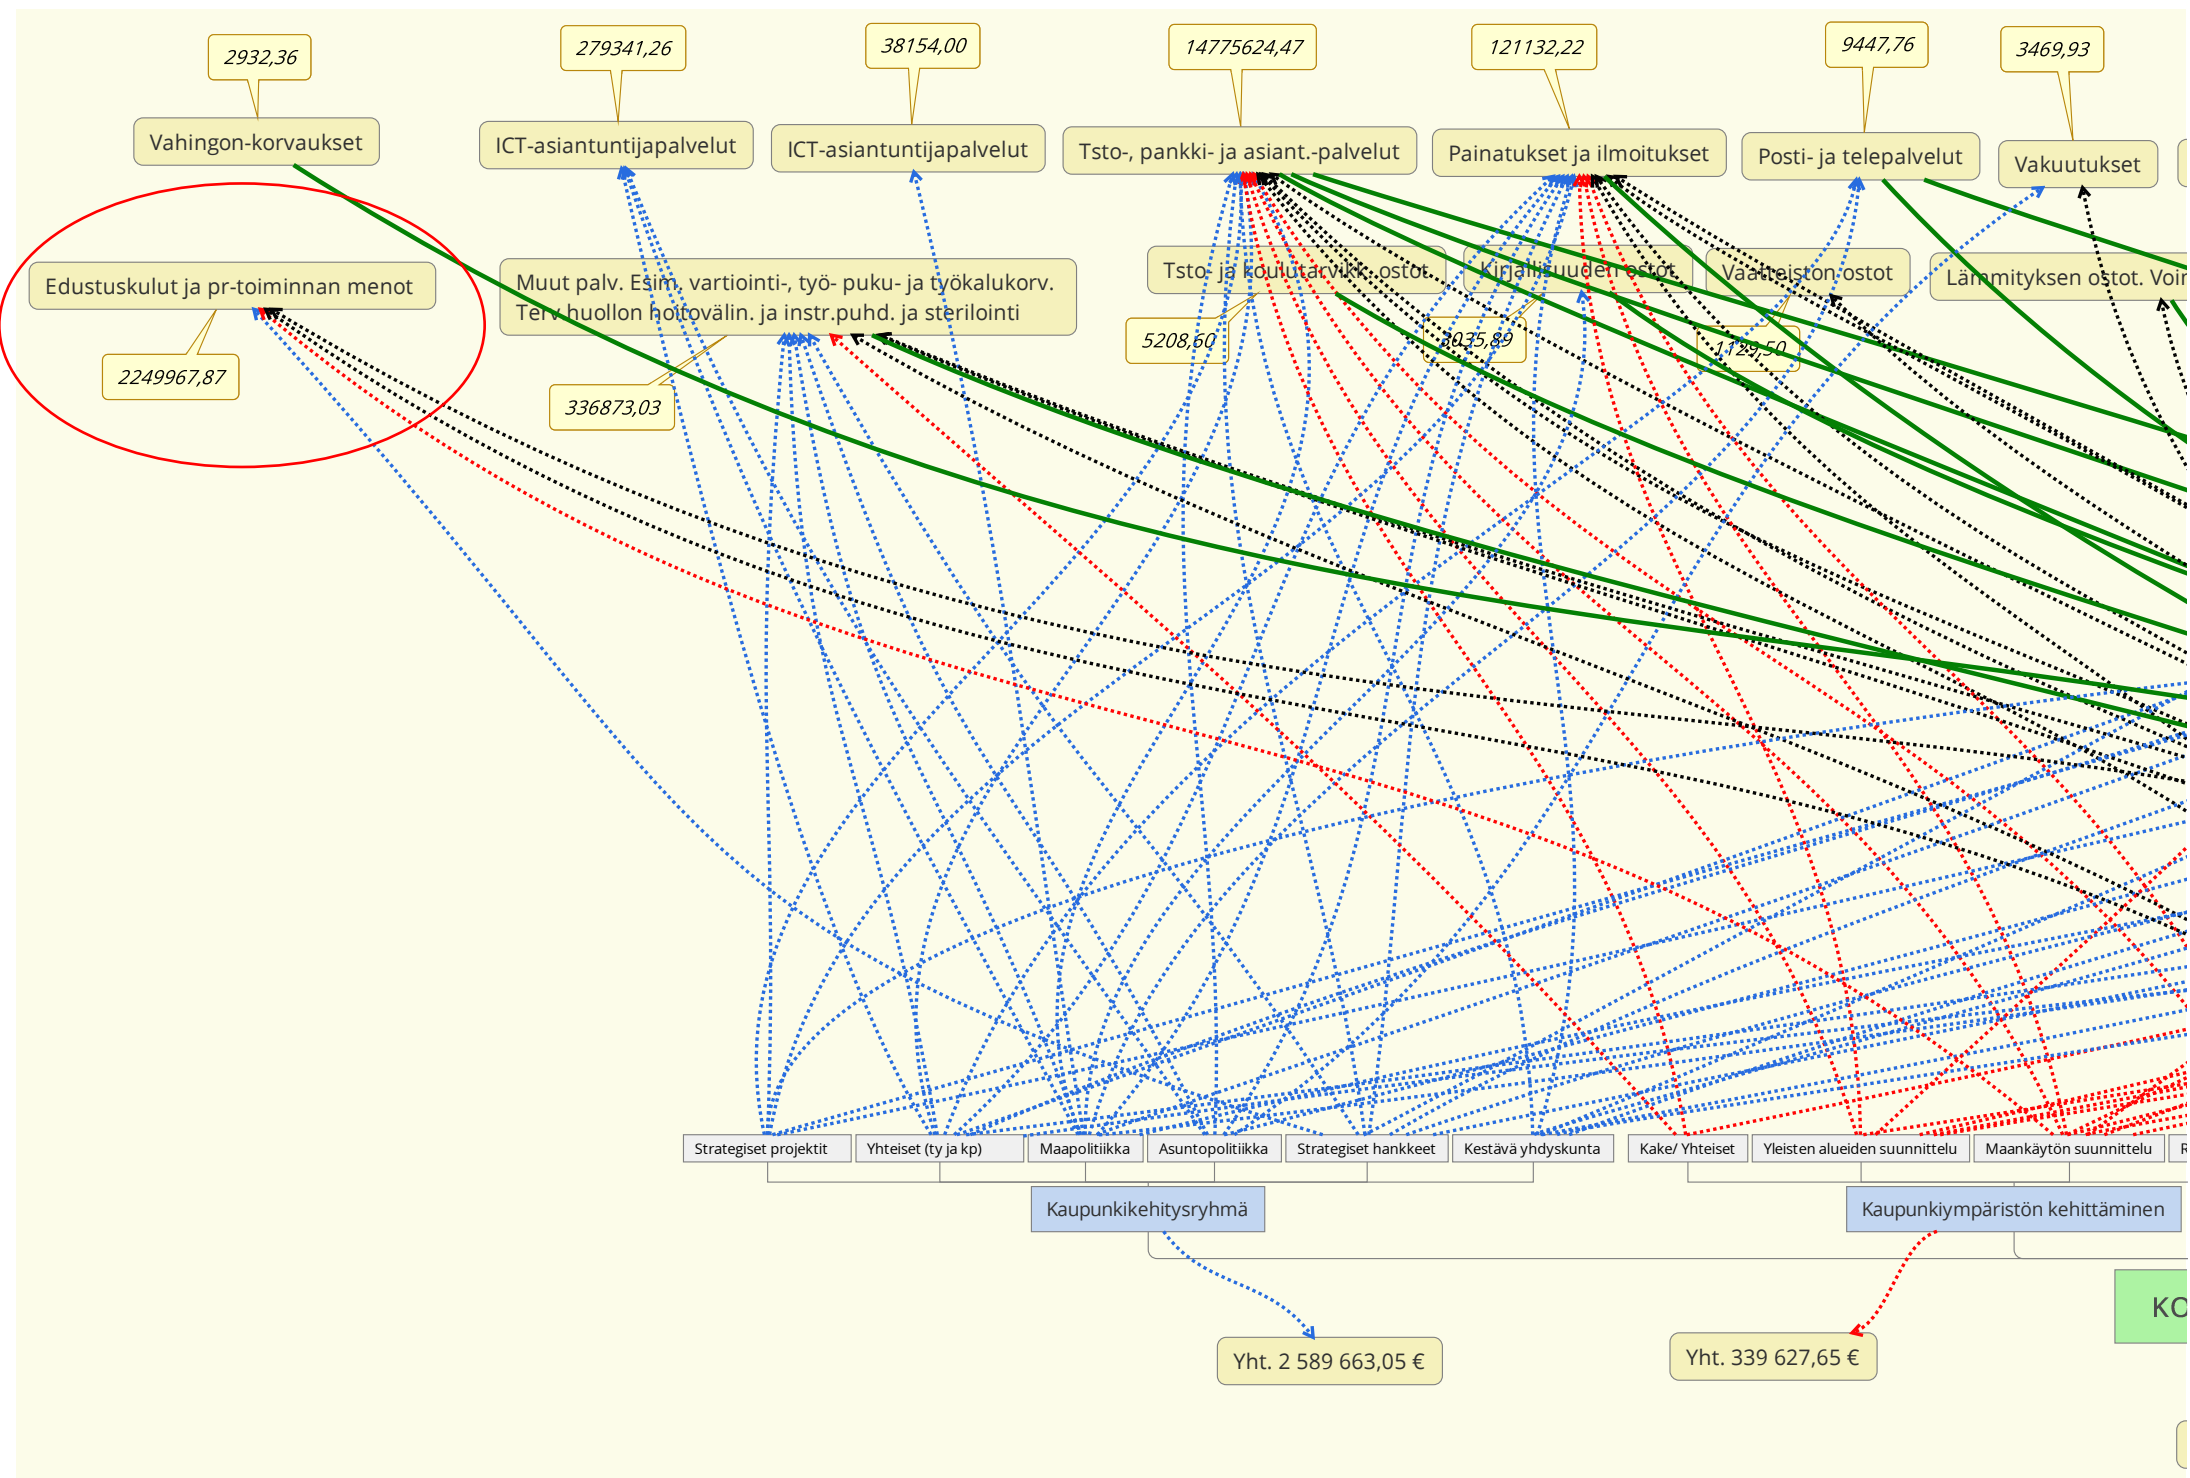 2932,36
279341,26
38154,00
14775624,47
121132,22
9447,76
3469,93
Vahingon-korvaukset
ICT-asiantuntijapalvelut
ICT-asiantuntijapalvelut
Tsto-, pankki- ja asiant.-palvelut
Painatukset ja ilmoitukset
Posti- ja telepalvelut
Vakuutukset
Edustuskulut ja pr-toiminnan menot
Muut palv. Esim. vartiointi-, työ- puku- ja työkalukorv.
Terv huollon hoitovälin. ja instr.puhd. ja sterilointi
Tsto- ja koulutarvikk. ostot
Kirjallisuuden ostot
Vaatteiston ostot
Lämmityksen ostot.
2249967,87
336873,03
5208,60
3035,89
1129,50
Strategiset projektit
Yhteiset (ty ja kp)
Maapolitiikka
Asuntopolitiikka
Strategiset hankkeet
Kestävä yhdyskunta
Kake/ Yhteiset
Yleisten alueiden suunnittelu
Maankäytön suunnittelu
Kaupunkikehitysryhmä
Kaupunkiympäristön kehittäminen
KO
Yht. 2 589 663,05 €
Yht. 339 627,65 €